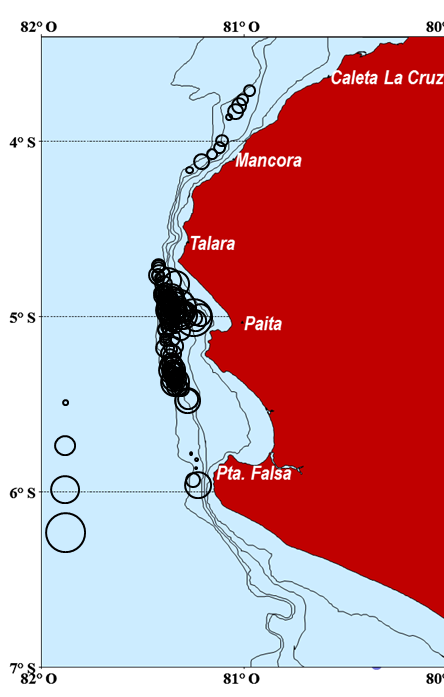 82° O 81° O 80
Caleta La Cruz
4° S
Mancora
Talara
5° S
Paita
Pta. Falsa
6° S
7° S
82° O 81° O 80